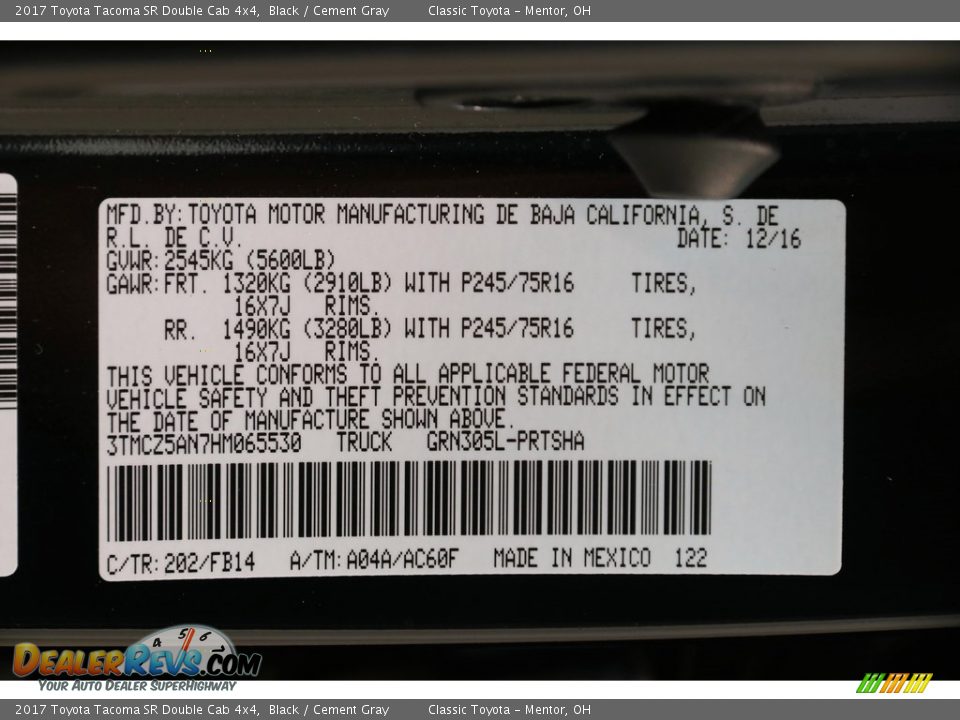 2017 Toyota Tacoma SR Double Cab 4x4, Black / Cement Gray Classic Toyota - Mentor, OH
MFD.BY:TOYOTA MOTOR MANUFACTURING DE BAJA CALIFORNIA, S. DE
R.L. DE C.V. DATE: 12/16
GVWR:2545KG (5600LB)
GAWR:FRT. 1320KG (2910LB) WITH P245/75R16 TIRES,
16X7J RIMS.
RR. 1490KG (3280LB) WITH P245/75R16 TIRES,
16X7J RIMS.
THIS VEHICLE CONFORMS TO ALL APPLICABLE FEDERAL MOTOR
VEHICLE SAFETY AND THEFT PREVENTION STANDARDS IN EFFECT ON
THE DATE OF MANUFACTURE SHOWN ABOVE.
3TMCZ5AN7HM065530 TRUCK GRN305L-PRTSHA
C/TR:202/FB14 A/TM:A04A/AC60F MADE IN MEXICO 122
4 5 6 7
DEALERREVS.COM
YOUR AUTO DEALER SUPERHIGHWAY
2017 Toyota Tacoma SR Double Cab 4x4, Black / Cement Gray Classic Toyota - Mentor, OH